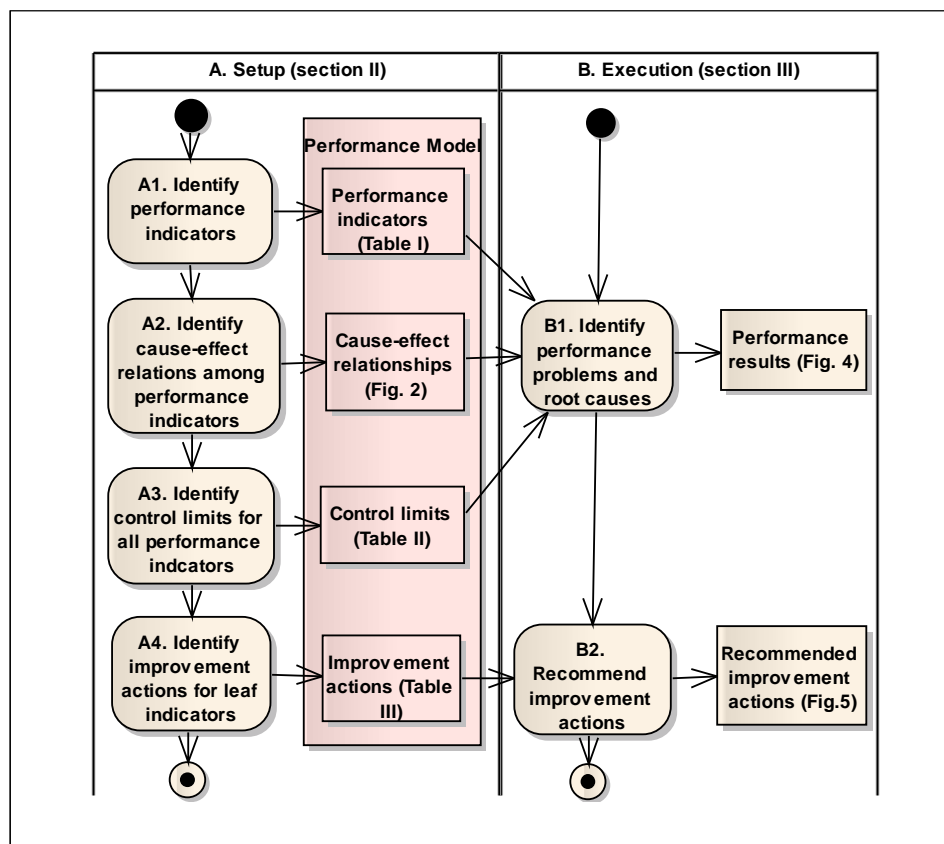 A. Setup (section II)
B. Execution (section III)
Performance Model
A1. Identify
performance
indicators
Performance
indicators
(Table I)
A2. Identify
cause-effect
relations among
performance
indicators
Cause-effect
relationships
(Fig. 2)
B1. Identify
performance
problems and
root causes
Performance
results (Fig. 4)
A3. Identify
control limits for
all performance
indcators
Control limits
(Table II)
A4. Identify
improvement
actions for leaf
indicators
Improvement
actions (Table
III)
B2.
Recommend
improvement
actions
Recommended
improvement
actions (Fig.5)